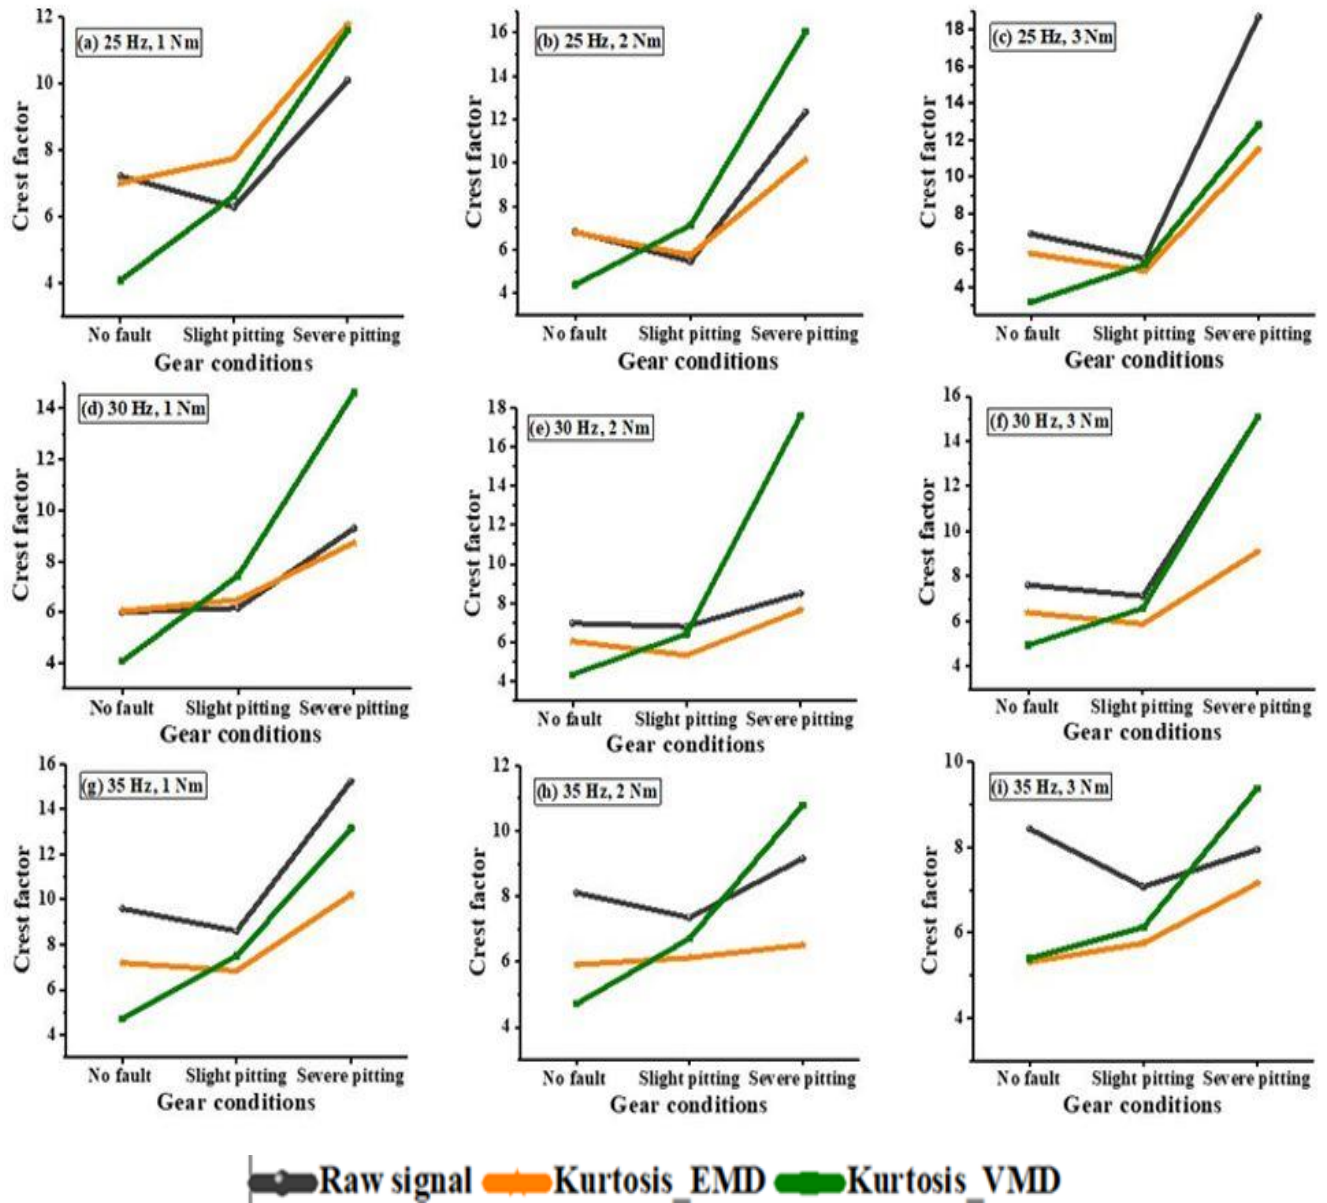 (a) 25 Hz, 1 Nm
12
10
8
6
4
Crest factor
No fault Slight pitting Severe pitting
Gear conditions
(b) 25 Hz, 2 Nm
16
14
12
10
8
6
4
Crest factor
No fault Slight pitting Severe pitting
Gear conditions
(c) 25 Hz, 3 Nm
18
16
14
12
10
8
6
4
Crest factor
No fault Slight pitting Severe pitting
Gear conditions
(d) 30 Hz, 1 Nm
14
12
10
8
6
4
Crest factor
No fault Slight pitting Severe pitting
Gear conditions
(e) 30 Hz, 2 Nm
18
16
14
12
10
8
6
4
Crest factor
No fault Slight pitting Severe pitting
Gear conditions
(f) 30 Hz, 3 Nm
16
14
12
10
8
6
4
Crest factor
No fault Slight pitting Severe pitting
Gear conditions
(g) 35 Hz, 1 Nm
16
14
12
10
8
6
4
Crest factor
No fault Slight pitting Severe pitting
Gear conditions
(h) 35 Hz, 2 Nm
12
10
8
6
4
Crest factor
No fault Slight pitting Severe pitting
Gear conditions
(i) 35 Hz, 3 Nm
10
8
6
4
Crest factor
No fault Slight pitting Severe pitting
Gear conditions
Raw signal Kurtosis_EMD Kurtosis_VMD